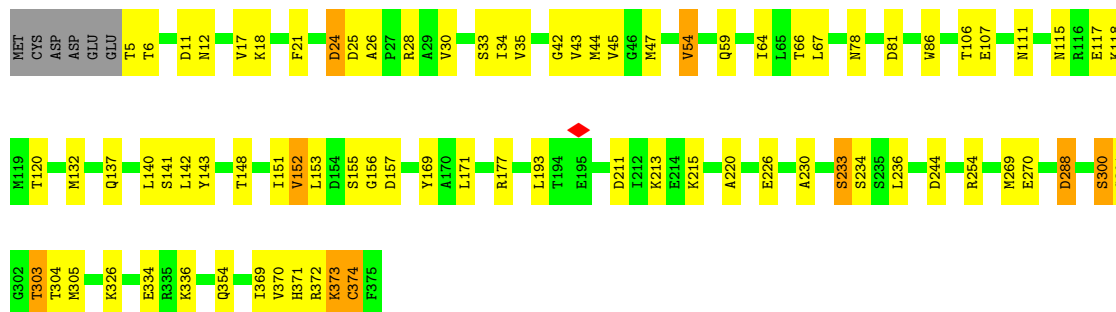 MET CYS ASP ASP GLU GLU T5 T6 D11 N12 V17 K18 F21 D24 D25 A26 P27 R28 A29 V30 S33 I34 V35 G42 V43 M44 V45 G46 M47 V54 Q59 I64 L65 T66 L67 N78 D81 W86 T106 E107 N111 N115 R116 E117 K118
M119 T120 M132 Q137 L140 S141 L142 Y143 T148 I151 V152 L153 D154 S155 G156 D157 Y169 A170 L171 R177 L193 T194 E195 D211 I212 K213 E214 K215 A220 E226 A230 S233 S234 S235 L236 D244 R254 M269 E270 D288 S300
G302 T303 T304 M305 K326 E334 R335 K336 Q354 I369 V370 H371 R372 K373 C374 F375